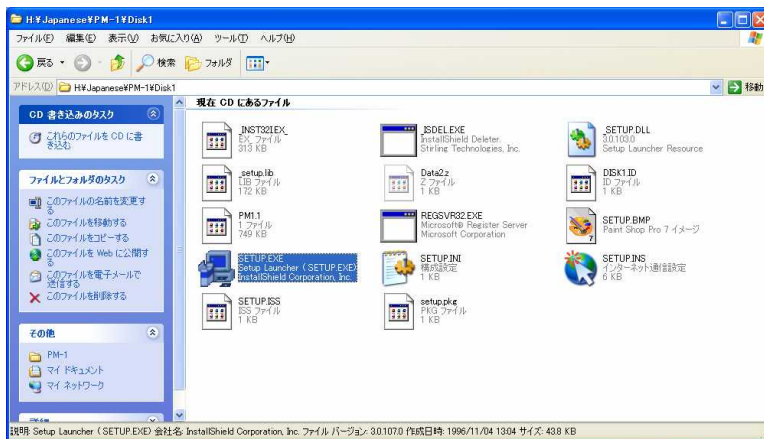 H:¥Japanese¥PM-1¥Disk1
ファイル(F) 編集(E) 表示(V) お気に入り(A) ツール(T) ヘルプ(H)
戻る 検索 フォルダ
アドレス(D) H:¥Japanese¥PM-1¥Disk1 移動
CD 書き込みのタスク
これらのファイルを CD に書き込む
ファイルとフォルダのタスク
このファイルの名前を変更する
このファイルを移動する
このファイルをコピーする
このファイルを Web に公開する
このファイルを電子メールで送信する
このファイルを削除する
その他
PM-1
マイ ドキュメント
マイ ネットワーク
詳細
現在 CD にあるファイル
_INST32I.EX_
EX_ ファイル
313 KB
_ISDEL.EXE
InstallShield Deleter.
Stirling Technologies, Inc.
_SETUP.DLL
3.0.103.0
Setup Launcher Resource
_setup.lib
LIB ファイル
172 KB
Data2.z
Z ファイル
1 KB
DISK1.ID
ID ファイル
1 KB
PM1.1
1 ファイル
749 KB
REGSVR32.EXE
Microsoft® Register Server
Microsoft Corporation
SETUP.BMP
Paint Shop Pro 7 イメージ
SETUP.EXE
Setup Launcher (SETUP.EXE)
InstallShield Corporation, Inc.
SETUP.INI
構成設定
1 KB
SETUP.INS
インターネット通信設定
6 KB
SETUP.ISS
ISS ファイル
1 KB
setup.pkg
PKG ファイル
1 KB
説明: Setup Launcher (SETUP.EXE) 会社名: InstallShield Corporation, Inc. ファイル バージョン: 3.0.107.0 作成日時: 1996/11/04 13:04 サイズ: 43.8 KB